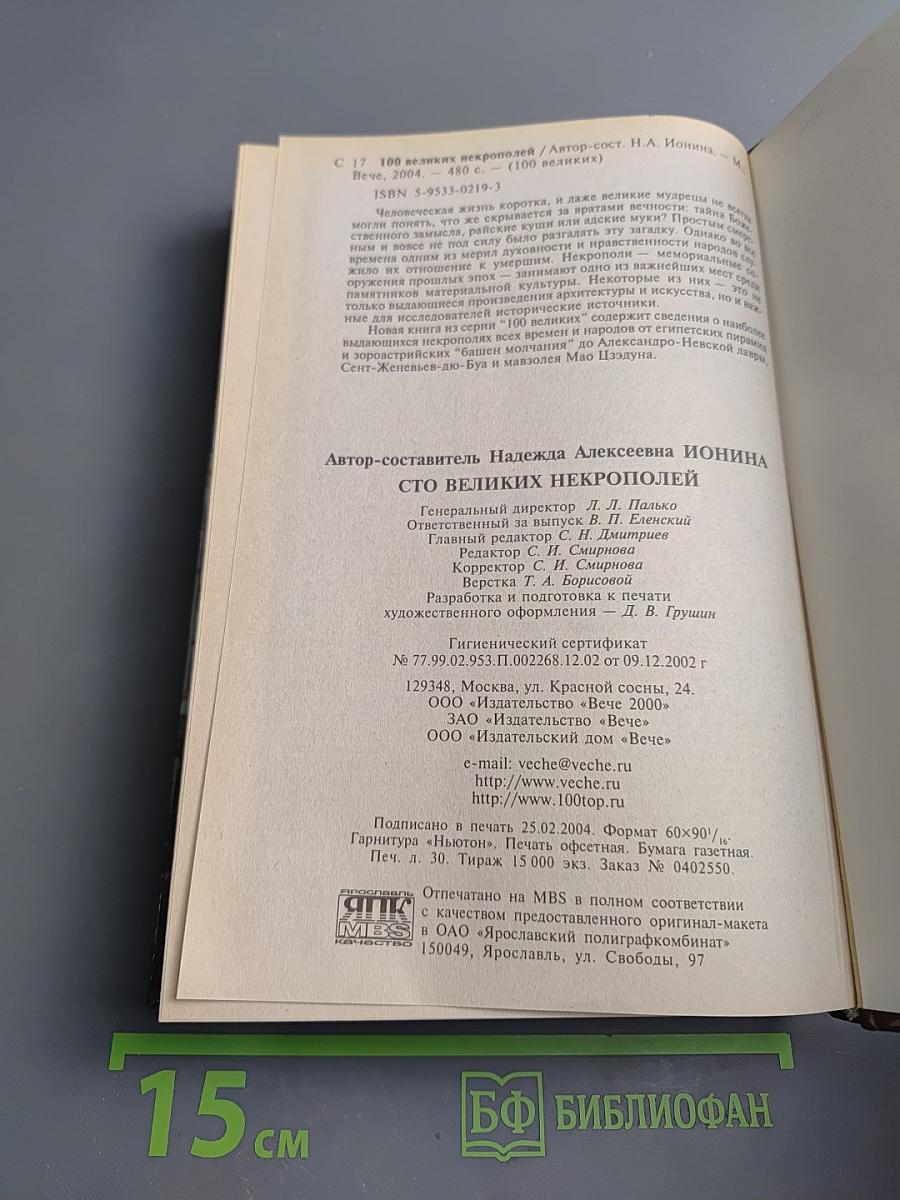 С 17 100 великих некрополей / Автор-сост. Н.А. Ионина. — М.:
Вече, 2004. — 480 с. — (100 великих)
ISBN 5-9533-0219-3
Человеческая жизнь коротка, и даже великие мудрецы не всегда
могли понять, что же скрывается за вратами вечности: тайна Боже-
ственного замысла, райские кущи или адские муки? Простым смерт-
ным и вовсе не под силу было разгадать эту загадку. Однако во все
времена одним из мерил духовности и нравственности народов слу-
жило их отношение к умершим. Некрополи — мемориальные со-
оружения прошлых эпох — занимают одно из важнейших мест среди
памятников материальной культуры. Некоторые из них — это не
только выдающиеся произведения архитектуры и искусства, но и важ-
ные для исследователей исторические источники.
Новая книга из серии "100 великих" содержит сведения о наиболее
выдающихся некрополях всех времен и народов от египетских пирамид
и зороастрийских "башен молчания" до Александро-Невской лавры,
Сент-Женевьев-дю-Буа и мавзолея Мао Цзэдуна.
Автор-составитель Надежда Алексеевна ИОНИНА
СТО ВЕЛИКИХ НЕКРОПОЛЕЙ
Генеральный директор Л. Л. Палько
Ответственный за выпуск В. П. Еленский
Главный редактор С. Н. Дмитриев
Редактор С. И. Смирнова
Корректор С. И. Смирнова
Верстка Т. А. Борисовой
Разработка и подготовка к печати
художественного оформления — Д. В. Грушин
Гигиенический сертификат
№ 77.99.02.953.П.002268.12.02 от 09.12.2002 г
129348, Москва, ул. Красной сосны, 24.
ООО «Издательство «Вече 2000»
ЗАО «Издательство «Вече»
ООО «Издательский дом «Вече»
e-mail: veche@veche.ru
http://www.veche.ru
http://www.100top.ru
Подписано в печать 25.02.2004. Формат 60×90¹/₁₆.
Гарнитура «Ньютон». Печать офсетная. Бумага газетная.
Печ. л. 30. Тираж 15 000 экз. Заказ № 0402550.
ЯРОСЛАВЛЬ
ЯПК
MBS
КАЧЕСТВО
Отпечатано на MBS в полном соответствии
с качеством предоставленного оригинал-макета
в ОАО «Ярославский полиграфкомбинат»
150049, Ярославль, ул. Свободы, 97
15 см
БФ БИБЛИОФАН